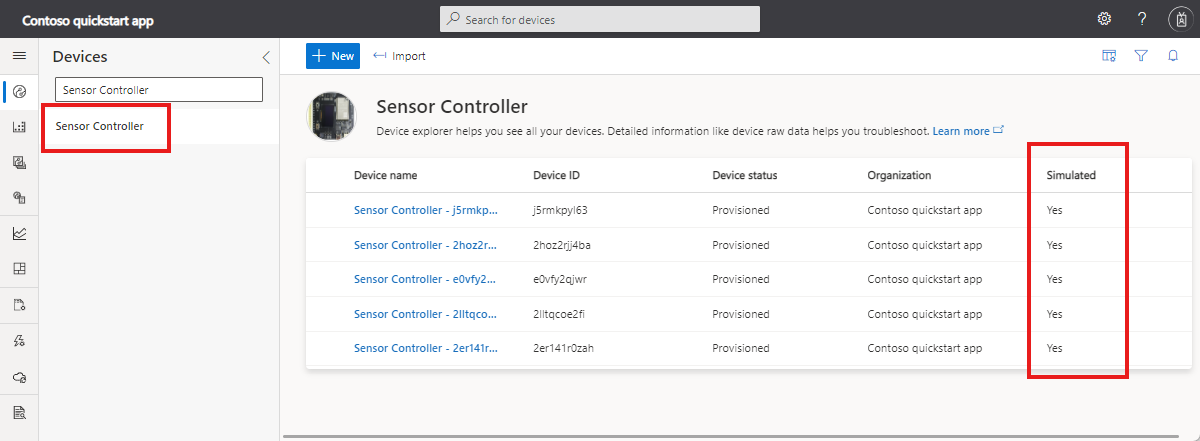 Contoso quickstart app
Search for devices
?
Devices
Sensor Controller
Sensor Controller
New
Import
Sensor Controller
Device explorer helps you see all your devices. Detailed information like device raw data helps you troubleshoot. Learn more
Device name Device ID Device status Organization Simulated
Sensor Controller - j5rmkp... j5rmkpyl63 Provisioned Contoso quickstart app Yes
Sensor Controller - 2hoz2r... 2hoz2rjj4ba Provisioned Contoso quickstart app Yes
Sensor Controller - e0vfy2... e0vfy2qjwr Provisioned Contoso quickstart app Yes
Sensor Controller - 2lltqco... 2lltqcoe2fi Provisioned Contoso quickstart app Yes
Sensor Controller - 2er141r... 2er141r0zah Provisioned Contoso quickstart app Yes